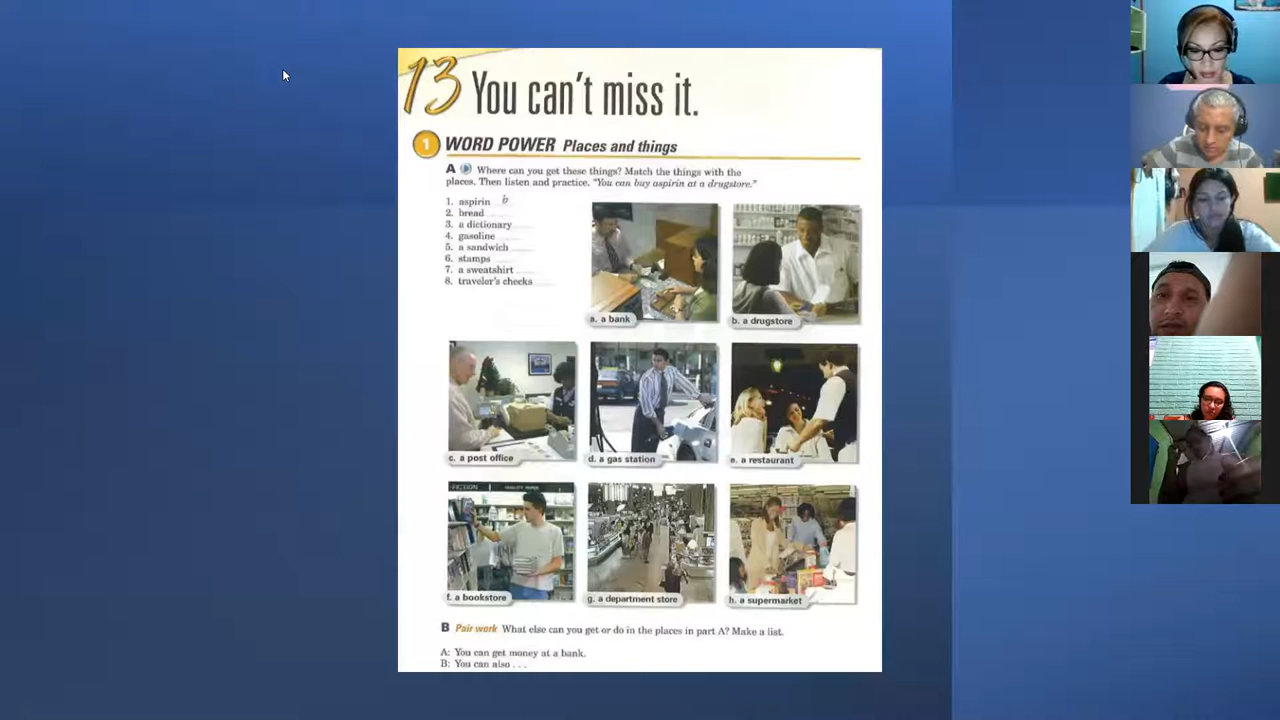 13 You can't miss it.
1 WORD POWER Places and things
A Where can you get these things? Match the things with the
places. Then listen and practice. "You can buy aspirin at a drugstore."
1. aspirin b
2. bread
3. a dictionary
4. gasoline
5. a sandwich
6. stamps
7. a sweatshirt
8. traveler's checks
a. a bank
b. a drugstore
c. a post office
d. a gas station
e. a restaurant
FICTION
f. a bookstore
g. a department store
h. a supermarket
B Pair work What else can you get or do in the places in part A? Make a list.
A: You can get money at a bank.
B: You can also . . .